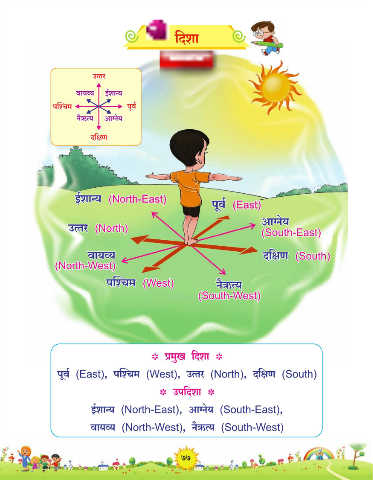 दिशा
उत्तर
वायव्य ईशान्य
पश्चिम पूर्व
नैऋत्य आग्नेय
दक्षिण
ईशान्य (North-East)
पूर्व (East)
उत्तर (North)
आग्नेय
(South-East)
वायव्य
(North-West)
दक्षिण (South)
पश्चिम (West)
नैऋत्य
(South-West)
❊ प्रमुख दिशा ❊
पूर्व (East), पश्चिम (West), उत्तर (North), दक्षिण (South)
❊ उपदिशा ❊
ईशान्य (North-East), आग्नेय (South-East),
वायव्य (North-West), नैऋत्य (South-West)